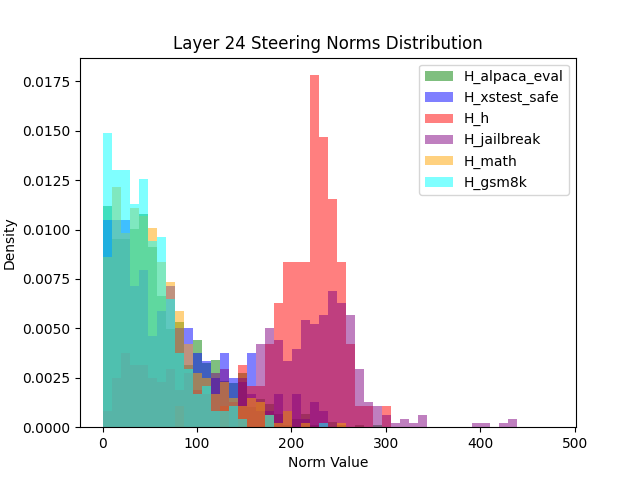 Layer 24 Steering Norms Distribution
H_alpaca_eval
H_xstest_safe
H_h
H_jailbreak
H_math
H_gsm8k
Density
0.0175
0.0150
0.0125
0.0100
0.0075
0.0050
0.0025
0.0000
0 100 200 300 400 500
Norm Value